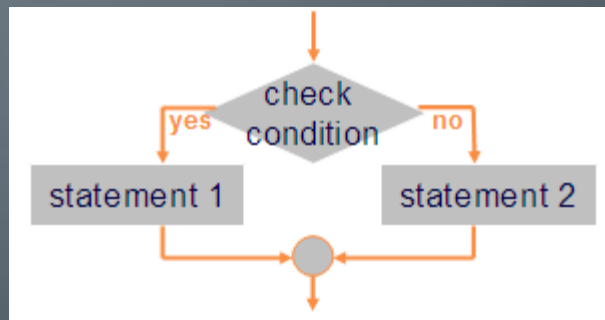 check
condition
yes
no
statement 1
statement 2